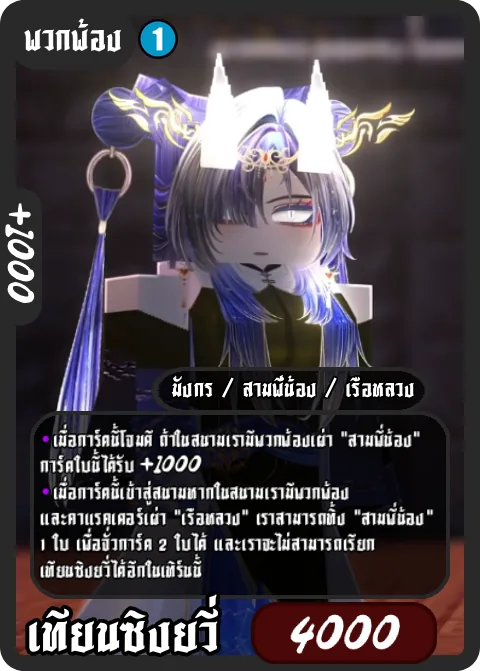 พวกพ้อง 1
+1000
มังกร / สามพี่น้อง / เรือหลวง
•เมื่อการ์ดนี้โจมตี ถ้าในสนามเรามีพวกพ้องเผ่า "สามพี่น้อง"
การ์ดใบนี้ได้รับ +1000
•เมื่อการ์ดนี้เข้าสู่สนามหากในสนามเรามีพวกพ้อง
และคาแรคเตอร์เผ่า "เรือหลวง" เราสามารถทิ้ง "สามพี่น้อง"
1 ใบ เพื่อจั่วการ์ด 2 ใบได้ และเราจะไม่สามารถเรียก
เทียนชิงยวี่ได้อีกในเทิร์นนี้
เทียนชิงยวี่ 4000